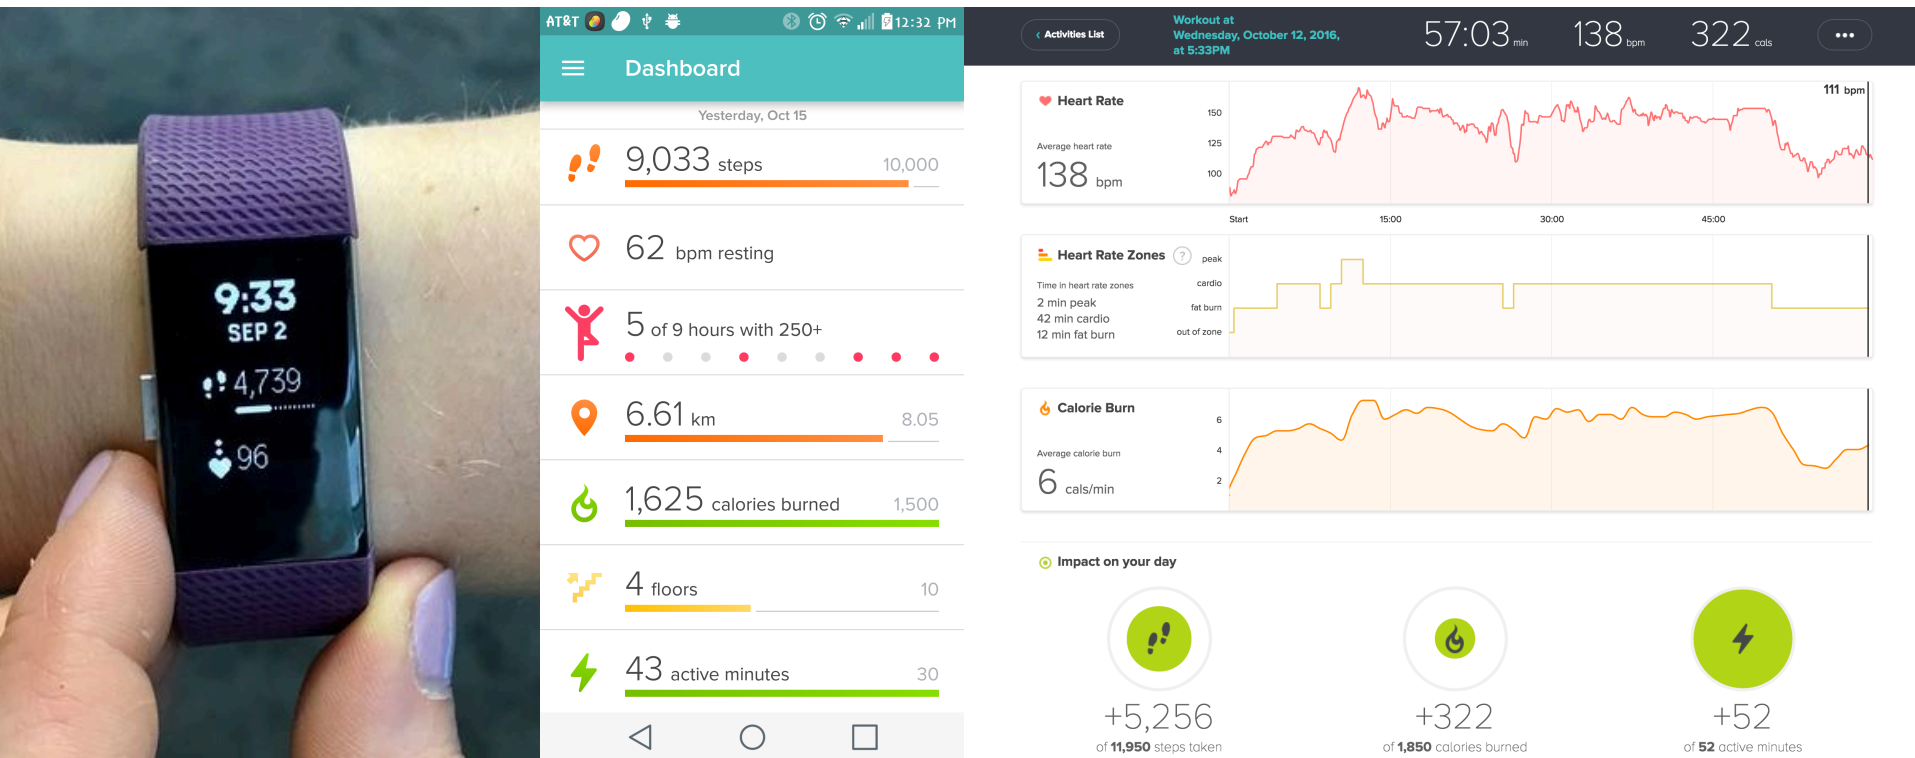 9:33
SEP 2
4,739
96
AT&T 12:32 PM
Dashboard
Yesterday, Oct 15
9,033 steps 10,000
62 bpm resting
5 of 9 hours with 250+
6.61 km 8.05
1,625 calories burned 1,500
4 floors 10
43 active minutes 30
‹ Activities List
Workout at
Wednesday, October 12, 2016,
at 5:33PM
57:03 min 138 bpm 322 cals
Heart Rate
111 bpm
Average heart rate
138 bpm
150
125
100
Start 15:00 30:00 45:00
Heart Rate Zones ?
Time in heart rate zones
2 min peak
42 min cardio
12 min fat burn
peak
cardio
fat burn
out of zone
Calorie Burn
Average calorie burn
6 cals/min
6
4
2
Impact on your day
+5,256
of 11,950 steps taken
+322
of 1,850 calories burned
+52
of 52 active minutes